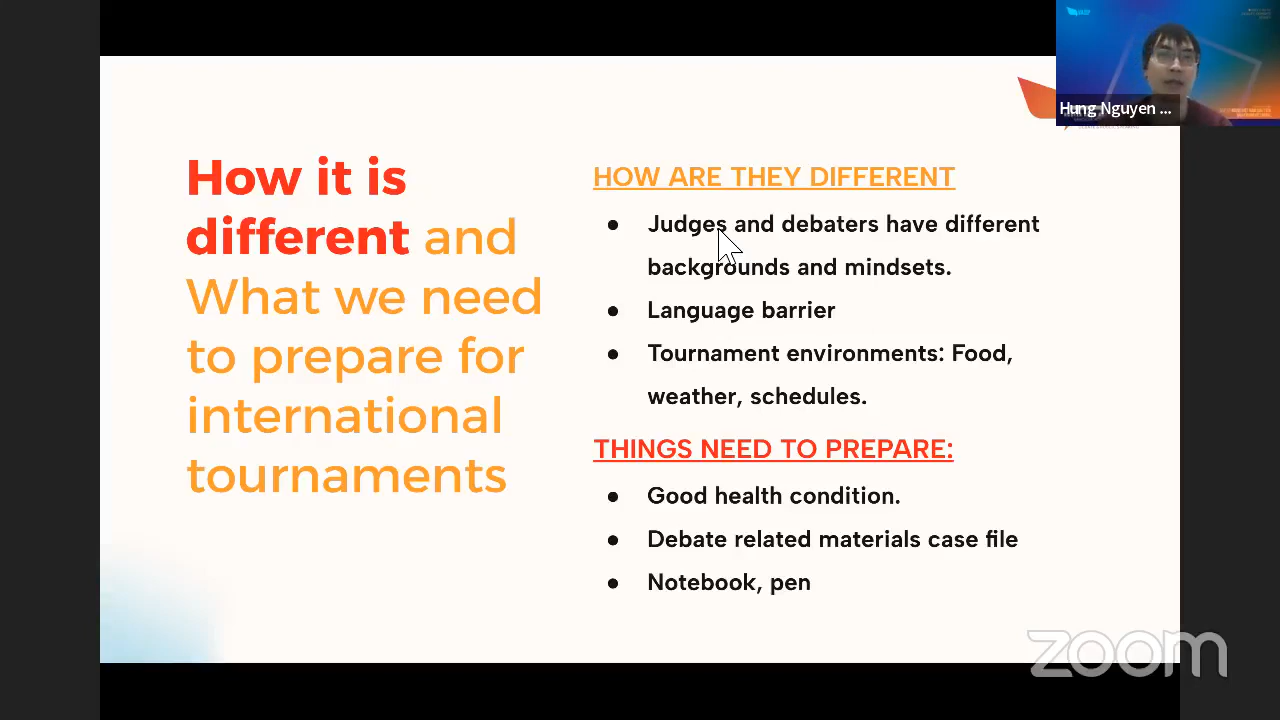 Hung Nguyen ...
How it is
different and
What we need
to prepare for
international
tournaments
HOW ARE THEY DIFFERENT
● Judges and debaters have different
backgrounds and mindsets.
● Language barrier
● Tournament environments: Food,
weather, schedules.
THINGS NEED TO PREPARE:
● Good health condition.
● Debate related materials case file
● Notebook, pen
zoom